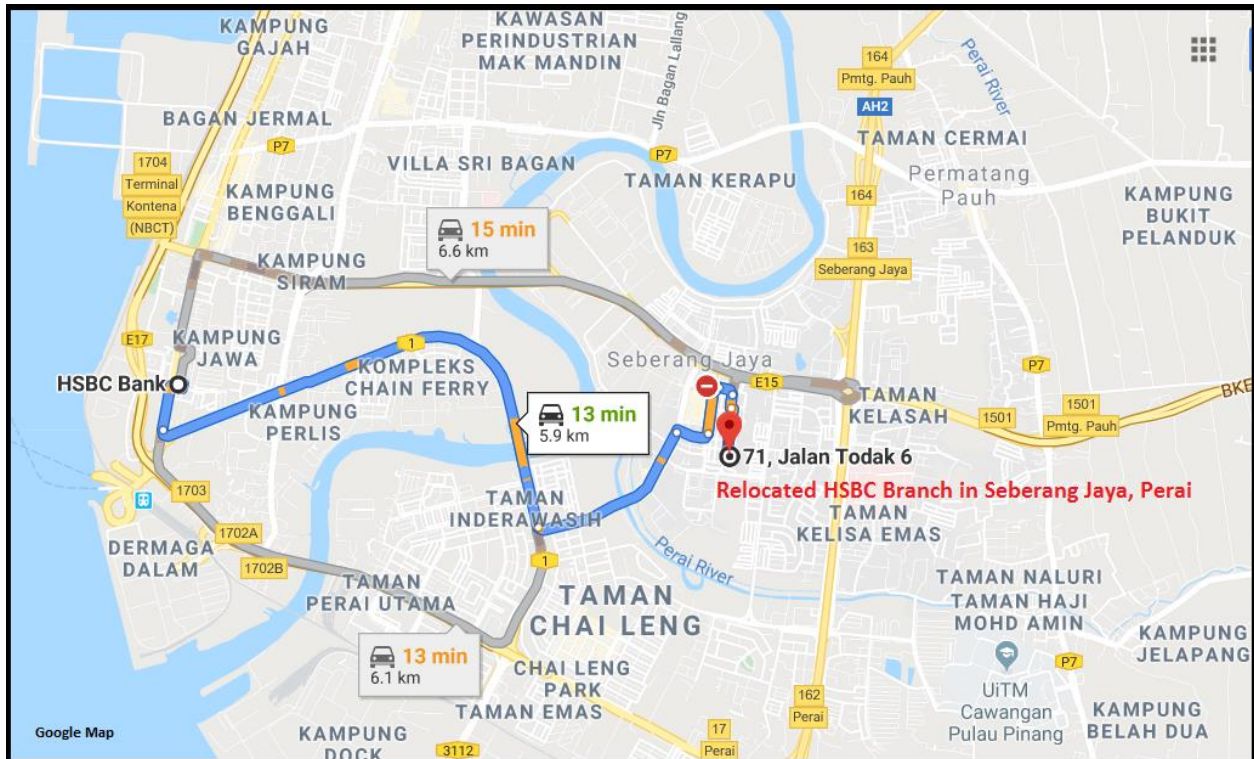 KAMPUNG
GAJAH
KAWASAN
PERINDUSTRIAN
MAK MANDIN
Jln Bagan Lallang
164
Pmtg. Pauh
AH2
Perai River
BAGAN JERMAL
P7
VILLA SRI BAGAN
P7
TAMAN KERAPU
TAMAN CERMAI
Permatang
Pauh
1704
Terminal
Kontena
(NBCT)
KAMPUNG
BENGGALI
164
KAMPUNG
BUKIT
PELANDUK
15 min
6.6 km
163
Seberang Jaya
KAMPUNG
SIRAM
E17
KAMPUNG
JAWA
1
KOMPLEKS
CHAIN FERRY
Seberang Jaya
E15
P7
HSBC Bank
TAMAN
KELASAH
BKE
KAMPUNG
PERLIS
13 min
5.9 km
1501
1501
Pmtg. Pauh
71, Jalan Todak 6
Relocated HSBC Branch in Seberang Jaya, Perai
1703
TAMAN
INDERAWASIH
TAMAN
KELISA EMAS
1702A
1702B
DERMAGA
DALAM
1
Perai River
TAMAN
PERAI UTAMA
TAMAN
CHAI LENG
TAMAN NALURI
TAMAN HAJI
MOHD AMIN
KAMPUNG
JELAPANG
13 min
6.1 km
CHAI LENG
PARK
TAMAN EMAS
P7
UiTM
Cawangan
Pulau Pinang
162
Perai
KAMPUNG
BELAH DUA
Google Map
KAMPUNG
DOCK
3112
17
Perai